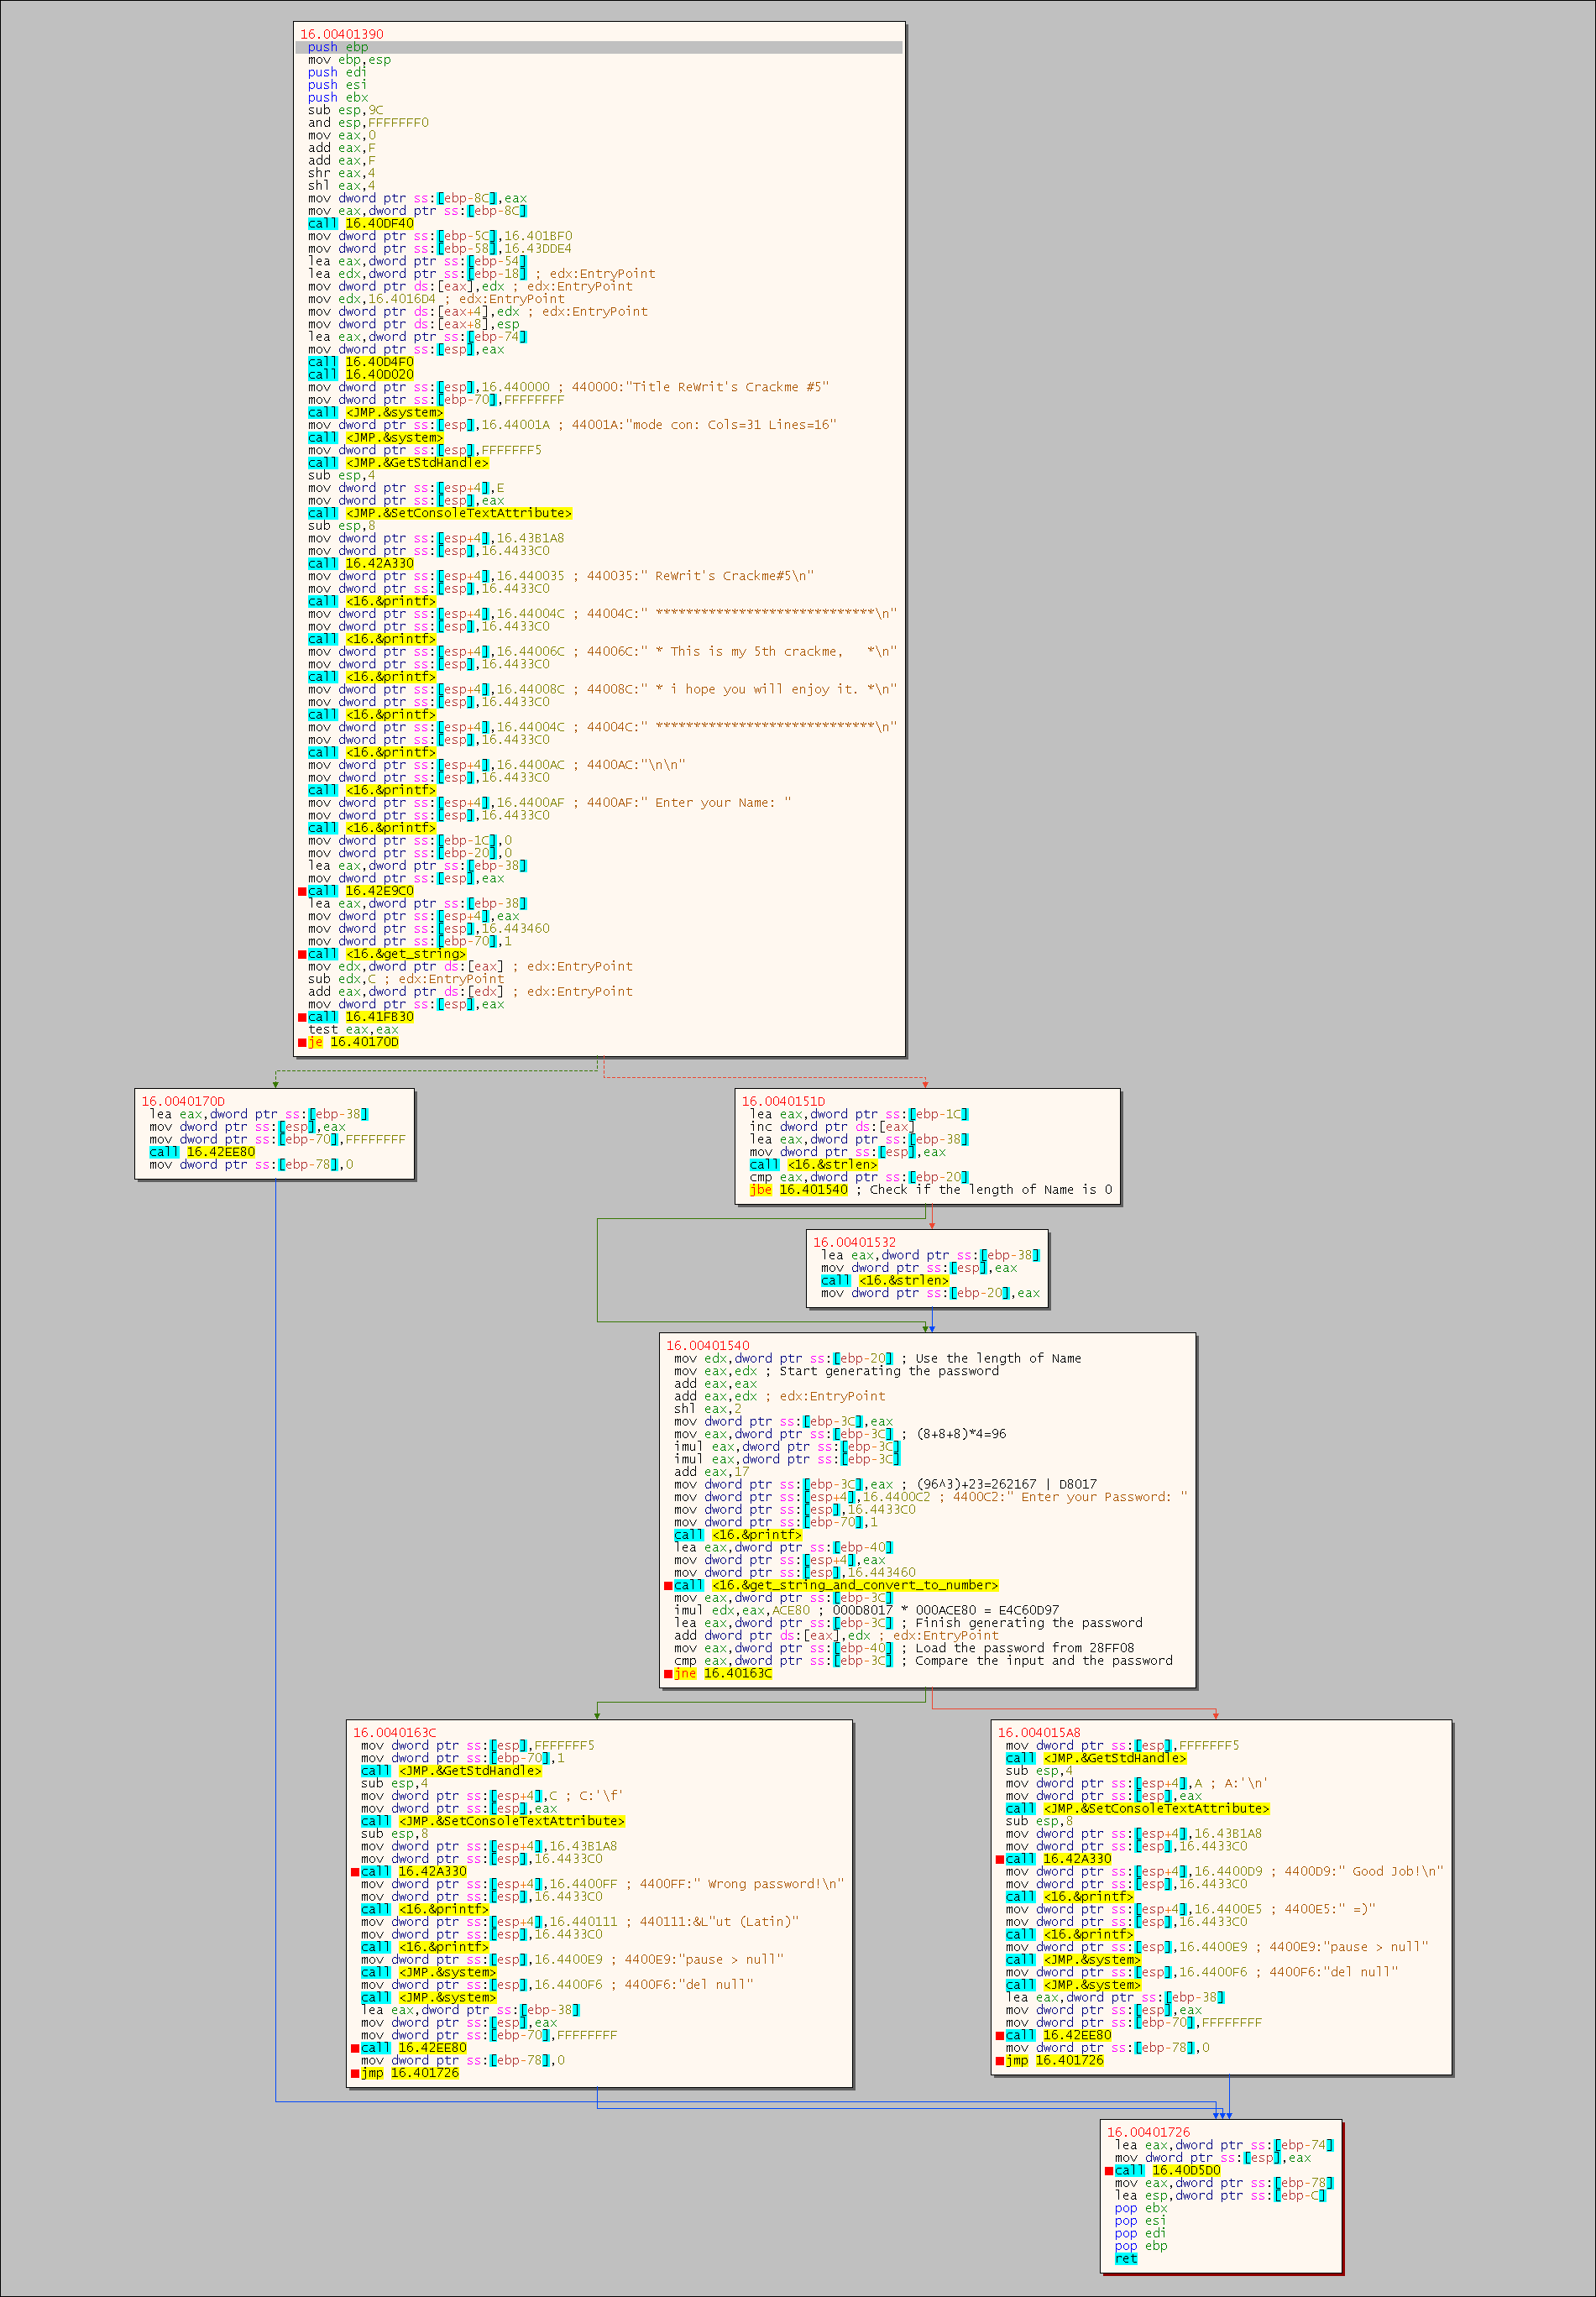 16.00401390
push ebp
mov ebp,esp
push edi
push esi
push ebx
sub esp,9C
and esp,FFFFFFF0
mov eax,0
add eax,F
add eax,F
shr eax,4
shl eax,4
mov dword ptr ss:[ebp-8C],eax
mov eax,dword ptr ss:[ebp-8C]
call 16.40DF40
mov dword ptr ss:[ebp-5C],16.401BF0
mov dword ptr ss:[ebp-58],16.43DDE4
lea eax,dword ptr ss:[ebp-54]
lea edx,dword ptr ss:[ebp-18] ; edx:EntryPoint
mov dword ptr ds:[eax],edx ; edx:EntryPoint
mov edx,16.4016D4 ; edx:EntryPoint
mov dword ptr ds:[eax+4],edx ; edx:EntryPoint
mov dword ptr ds:[eax+8],esp
lea eax,dword ptr ss:[ebp-74]
mov dword ptr ss:[esp],eax
call 16.40D4F0
call 16.40D020
mov dword ptr ss:[esp],16.440000 ; 440000:"Title ReWrit's Crackme #5"
mov dword ptr ss:[ebp-70],FFFFFFFF
call <JMP.&system>
mov dword ptr ss:[esp],16.44001A ; 44001A:"mode con: Cols=31 Lines=16"
call <JMP.&system>
mov dword ptr ss:[esp],FFFFFFF5
call <JMP.&GetStdHandle>
sub esp,4
mov dword ptr ss:[esp+4],E
mov dword ptr ss:[esp],eax
call <JMP.&SetConsoleTextAttribute>
sub esp,8
mov dword ptr ss:[esp+4],16.43B1A8
mov dword ptr ss:[esp],16.4433C0
call 16.42A330
mov dword ptr ss:[esp+4],16.440035 ; 440035:" ReWrit's Crackme#5\n"
mov dword ptr ss:[esp],16.4433C0
call <16.&printf>
mov dword ptr ss:[esp+4],16.44004C ; 44004C:" *****************************\n"
mov dword ptr ss:[esp],16.4433C0
call <16.&printf>
mov dword ptr ss:[esp+4],16.44006C ; 44006C:" * This is my 5th crackme,   *\n"
mov dword ptr ss:[esp],16.4433C0
call <16.&printf>
mov dword ptr ss:[esp+4],16.44008C ; 44008C:" * i hope you will enjoy it. *\n"
mov dword ptr ss:[esp],16.4433C0
call <16.&printf>
mov dword ptr ss:[esp+4],16.44004C ; 44004C:" *****************************\n"
mov dword ptr ss:[esp],16.4433C0
call <16.&printf>
mov dword ptr ss:[esp+4],16.4400AC ; 4400AC:"\n\n"
mov dword ptr ss:[esp],16.4433C0
call <16.&printf>
mov dword ptr ss:[esp+4],16.4400AF ; 4400AF:" Enter your Name: "
mov dword ptr ss:[esp],16.4433C0
call <16.&printf>
mov dword ptr ss:[ebp-1C],0
mov dword ptr ss:[ebp-20],0
lea eax,dword ptr ss:[ebp-38]
mov dword ptr ss:[esp],eax
call 16.42E9C0
lea eax,dword ptr ss:[ebp-38]
mov dword ptr ss:[esp+4],eax
mov dword ptr ss:[esp],16.443460
mov dword ptr ss:[ebp-70],1
call <16.&get_string>
mov edx,dword ptr ds:[eax] ; edx:EntryPoint
sub edx,C ; edx:EntryPoint
add eax,dword ptr ds:[edx] ; edx:EntryPoint
mov dword ptr ss:[esp],eax
call 16.41FB30
test eax,eax
je 16.40170D
16.0040170D
lea eax,dword ptr ss:[ebp-38]
mov dword ptr ss:[esp],eax
mov dword ptr ss:[ebp-70],FFFFFFFF
call 16.42EE80
mov dword ptr ss:[ebp-78],0
16.0040151D
lea eax,dword ptr ss:[ebp-1C]
inc dword ptr ds:[eax]
lea eax,dword ptr ss:[ebp-38]
mov dword ptr ss:[esp],eax
call <16.&strlen>
cmp eax,dword ptr ss:[ebp-20]
jbe 16.401540 ; Check if the length of Name is 0
16.00401532
lea eax,dword ptr ss:[ebp-38]
mov dword ptr ss:[esp],eax
call <16.&strlen>
mov dword ptr ss:[ebp-20],eax
16.00401540
mov edx,dword ptr ss:[ebp-20] ; Use the length of Name
mov eax,edx ; Start generating the password
add eax,eax
add eax,edx ; edx:EntryPoint
shl eax,2
mov dword ptr ss:[ebp-3C],eax
mov eax,dword ptr ss:[ebp-3C] ; (8+8+8)*4=96
imul eax,dword ptr ss:[ebp-3C]
imul eax,dword ptr ss:[ebp-3C]
add eax,17
mov dword ptr ss:[ebp-3C],eax ; (96^3)+23=262167 | D8017
mov dword ptr ss:[esp+4],16.4400C2 ; 4400C2:" Enter your Password: "
mov dword ptr ss:[esp],16.4433C0
mov dword ptr ss:[ebp-70],1
call <16.&printf>
lea eax,dword ptr ss:[ebp-40]
mov dword ptr ss:[esp+4],eax
mov dword ptr ss:[esp],16.443460
call <16.&get_string_and_convert_to_number>
mov eax,dword ptr ss:[ebp-3C]
imul edx,eax,ACE80 ; 000D8017 * 000ACE80 = E4C60D97
lea eax,dword ptr ss:[ebp-3C] ; Finish generating the password
add dword ptr ds:[eax],edx ; edx:EntryPoint
mov eax,dword ptr ss:[ebp-40] ; Load the password from 28FF08
cmp eax,dword ptr ss:[ebp-3C] ; Compare the input and the password
jne 16.40163C
16.0040163C
mov dword ptr ss:[esp],FFFFFFF5
mov dword ptr ss:[ebp-70],1
call <JMP.&GetStdHandle>
sub esp,4
mov dword ptr ss:[esp+4],C ; C:'\f'
mov dword ptr ss:[esp],eax
call <JMP.&SetConsoleTextAttribute>
sub esp,8
mov dword ptr ss:[esp+4],16.43B1A8
mov dword ptr ss:[esp],16.4433C0
call 16.42A330
mov dword ptr ss:[esp+4],16.4400FF ; 4400FF:" Wrong password!\n"
mov dword ptr ss:[esp],16.4433C0
call <16.&printf>
mov dword ptr ss:[esp+4],16.440111 ; 440111:&L"ut (Latin)"
mov dword ptr ss:[esp],16.4433C0
call <16.&printf>
mov dword ptr ss:[esp],16.4400E9 ; 4400E9:"pause > null"
call <JMP.&system>
mov dword ptr ss:[esp],16.4400F6 ; 4400F6:"del null"
call <JMP.&system>
lea eax,dword ptr ss:[ebp-38]
mov dword ptr ss:[esp],eax
mov dword ptr ss:[ebp-70],FFFFFFFF
call 16.42EE80
mov dword ptr ss:[ebp-78],0
jmp 16.401726
16.004015A8
mov dword ptr ss:[esp],FFFFFFF5
call <JMP.&GetStdHandle>
sub esp,4
mov dword ptr ss:[esp+4],A ; A:'\n'
mov dword ptr ss:[esp],eax
call <JMP.&SetConsoleTextAttribute>
sub esp,8
mov dword ptr ss:[esp+4],16.43B1A8
mov dword ptr ss:[esp],16.4433C0
call 16.42A330
mov dword ptr ss:[esp+4],16.4400D9 ; 4400D9:" Good Job!\n"
mov dword ptr ss:[esp],16.4433C0
call <16.&printf>
mov dword ptr ss:[esp+4],16.4400E5 ; 4400E5:" =)"
mov dword ptr ss:[esp],16.4433C0
call <16.&printf>
mov dword ptr ss:[esp],16.4400E9 ; 4400E9:"pause > null"
call <JMP.&system>
mov dword ptr ss:[esp],16.4400F6 ; 4400F6:"del null"
call <JMP.&system>
lea eax,dword ptr ss:[ebp-38]
mov dword ptr ss:[esp],eax
mov dword ptr ss:[ebp-70],FFFFFFFF
call 16.42EE80
mov dword ptr ss:[ebp-78],0
jmp 16.401726
16.00401726
lea eax,dword ptr ss:[ebp-74]
mov dword ptr ss:[esp],eax
call 16.40D5D0
mov eax,dword ptr ss:[ebp-78]
lea esp,dword ptr ss:[ebp-C]
pop ebx
pop esi
pop edi
pop ebp
ret